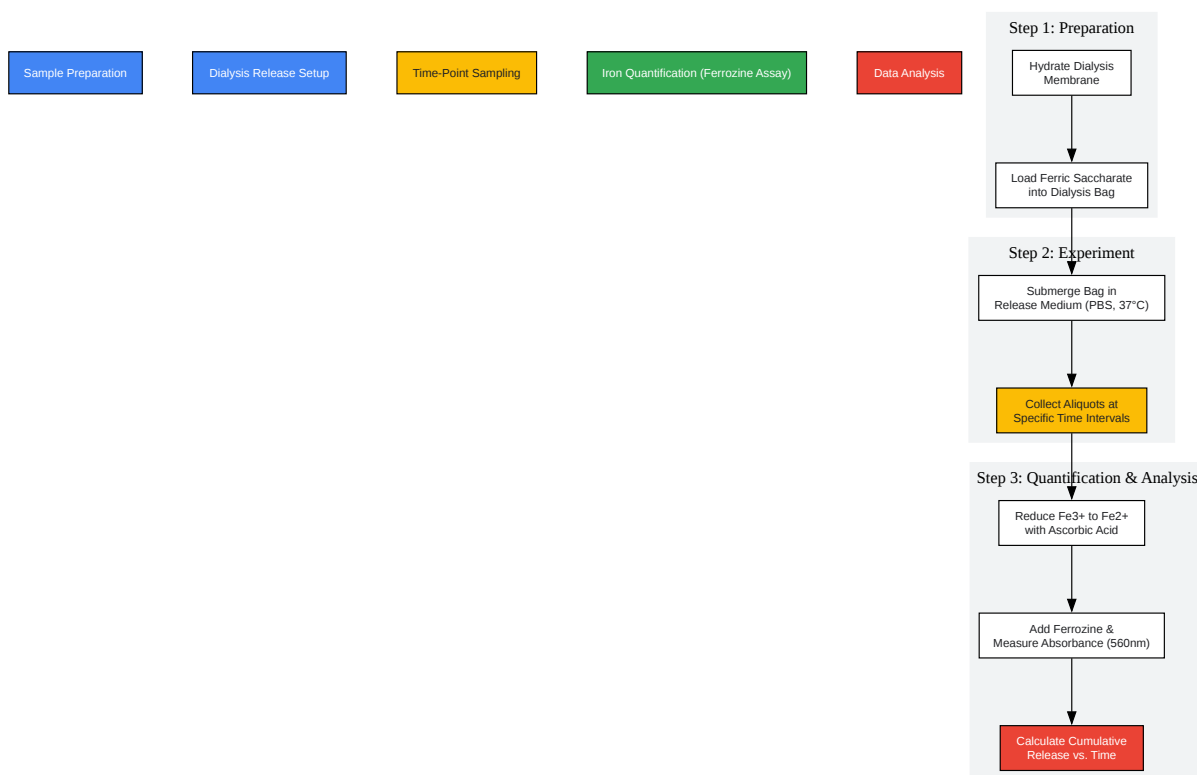 Sample Preparation
Dialysis Release Setup
Time-Point Sampling
Iron Quantification (Ferrozine Assay)
Data Analysis
Step 1: Preparation
Hydrate Dialysis
Membrane
Load Ferric Saccharate
into Dialysis Bag
Step 2: Experiment
Submerge Bag in
Release Medium (PBS, 37°C)
Collect Aliquots at
Specific Time Intervals
Step 3: Quantification & Analysis
Reduce Fe3+ to Fe2+
with Ascorbic Acid
Add Ferrozine &
Measure Absorbance (560nm)
Calculate Cumulative
Release vs. Time